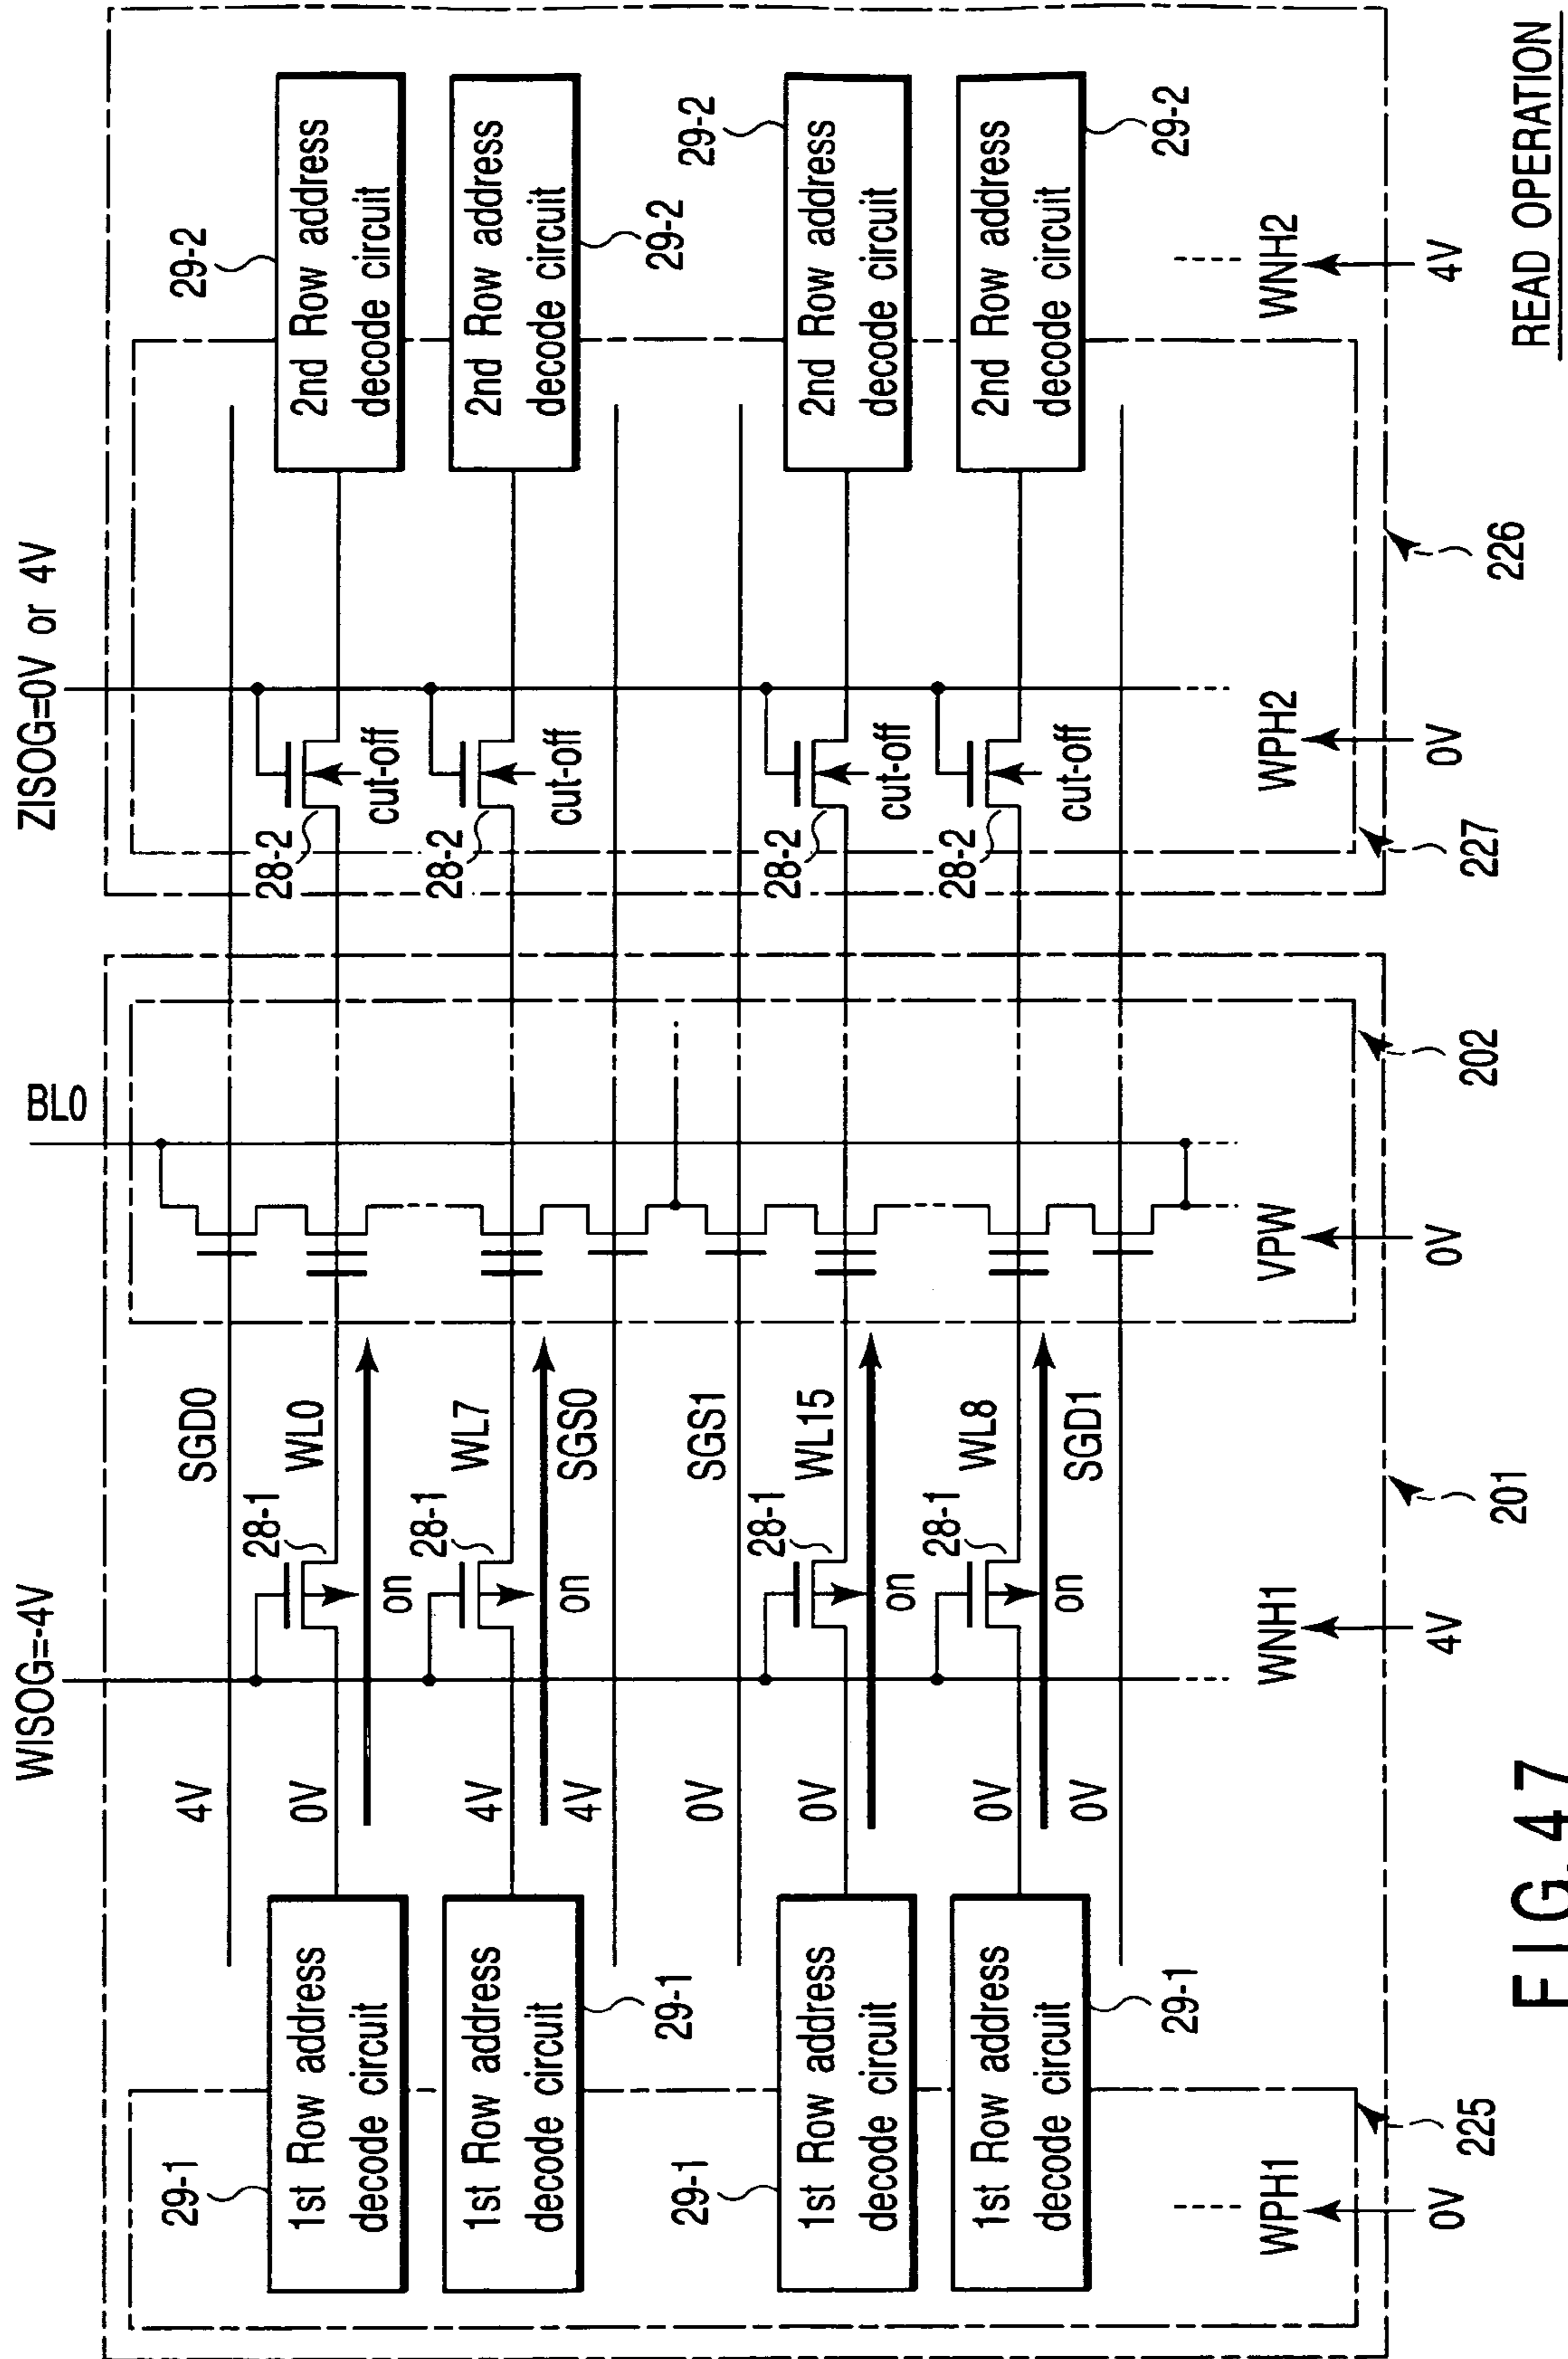 WISOG=-4V
BL0
ZISOG=0V or 4V
29-1
1st Row address
decode circuit
1st Row address
decode circuit
29-1
29-1
1st Row address
decode circuit
1st Row address
decode circuit
29-1
WPH1
0V
225
4V
0V
4V
4V
0V
0V
0V
0V
28-1
on
28-1
on
28-1
on
28-1
on
SGD0
WL0
WL7
SGS0
SGS1
WL15
WL8
SGD1
WNH1
4V
201
VPW
0V
202
28-2
cut-off
28-2
cut-off
28-2
cut-off
28-2
cut-off
WPH2
0V
227
226
29-2
2nd Row address
decode circuit
2nd Row address
decode circuit
29-2
29-2
2nd Row address
decode circuit
2nd Row address
decode circuit
29-2
WNH2
4V
FIG. 47
READ OPERATION